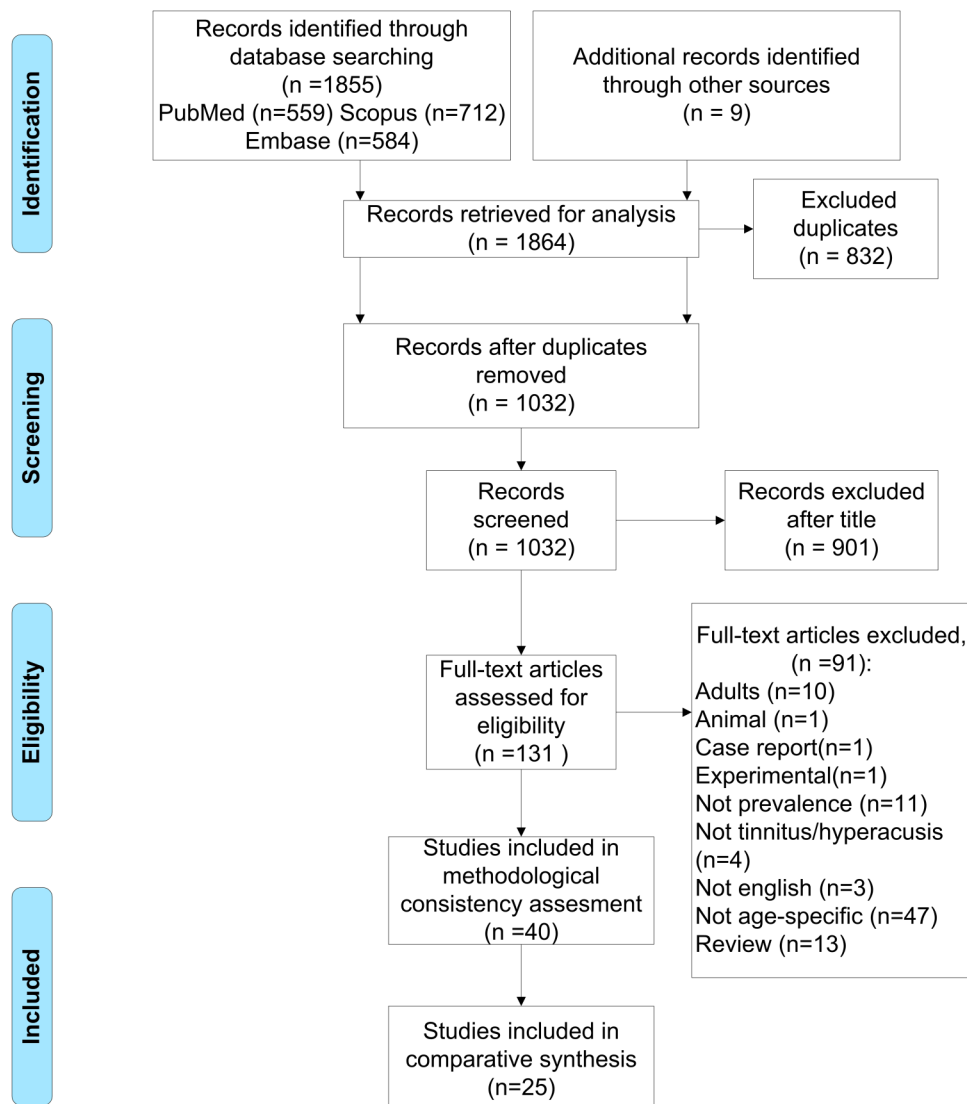 Identification
Records identified through
database searching
(n =1855)
PubMed (n=559) Scopus (n=712)
Embase (n=584)
Additional records identified
through other sources
(n = 9)
Records retrieved for analysis
(n = 1864)
Excluded
duplicates
(n = 832)
Screening
Records after duplicates
removed
(n = 1032)
Records
screened
(n = 1032)
Records excluded
after title
(n = 901)
Eligibility
Full-text articles
assessed for
eligibility
(n =131 )
Full-text articles excluded,
(n =91):
Adults (n=10)
Animal (n=1)
Case report(n=1)
Experimental(n=1)
Not prevalence (n=11)
Not tinnitus/hyperacusis
(n=4)
Not english (n=3)
Not age-specific (n=47)
Review (n=13)
Included
Studies included in
methodological
consistency assesment
(n =40)
Studies included in
comparative synthesis
(n=25)